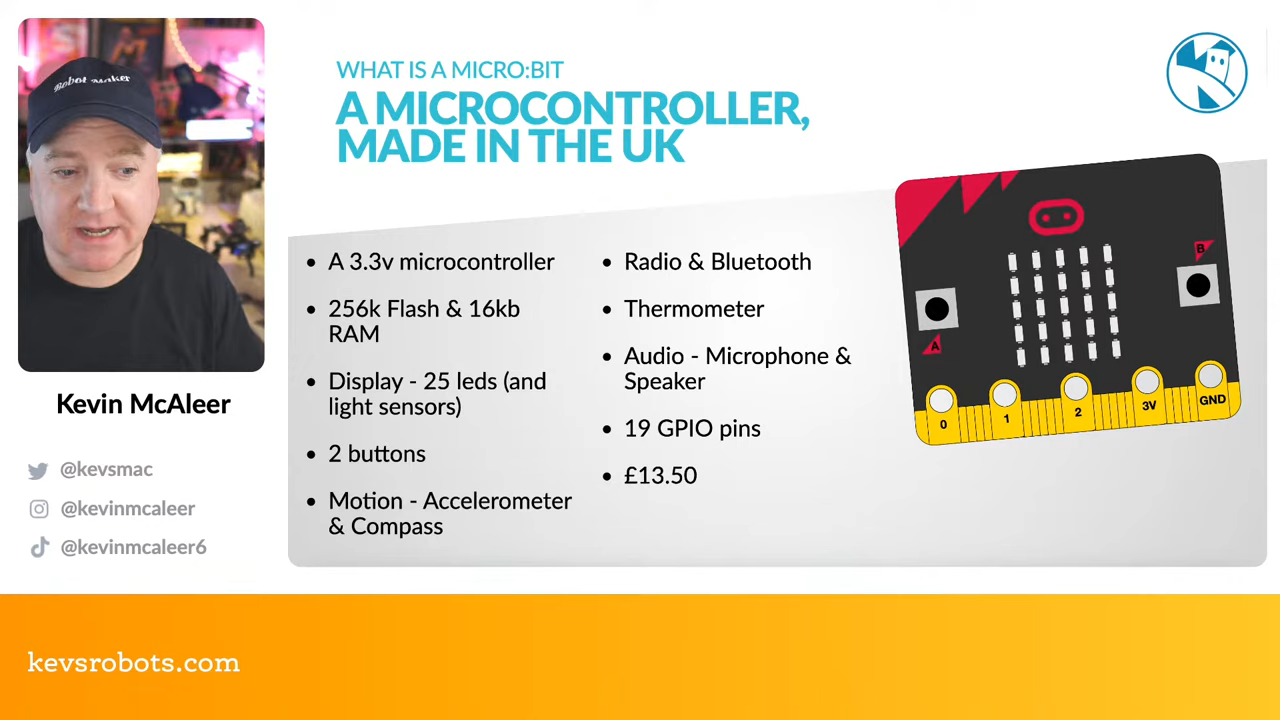 Robot Maker
WHAT IS A MICRO:BIT
A MICROCONTROLLER,
MADE IN THE UK
A 3.3v microcontroller
256k Flash & 16kb
RAM
Display - 25 leds (and
light sensors)
2 buttons
Motion - Accelerometer
& Compass
Radio & Bluetooth
Thermometer
Audio - Microphone &
Speaker
19 GPIO pins
£13.50
A
B
0
1
2
3V
GND
Kevin McAleer
@kevsmac
@kevinmcaleer
@kevinmcaleer6
kevsrobots.com